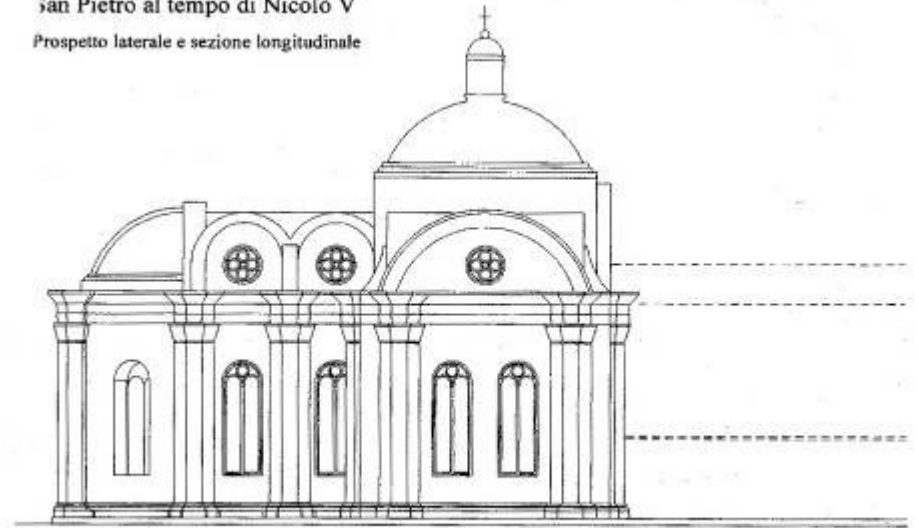 San Pietro al tempo di Nicolò V
Prospetto laterale e sezione longitudinale